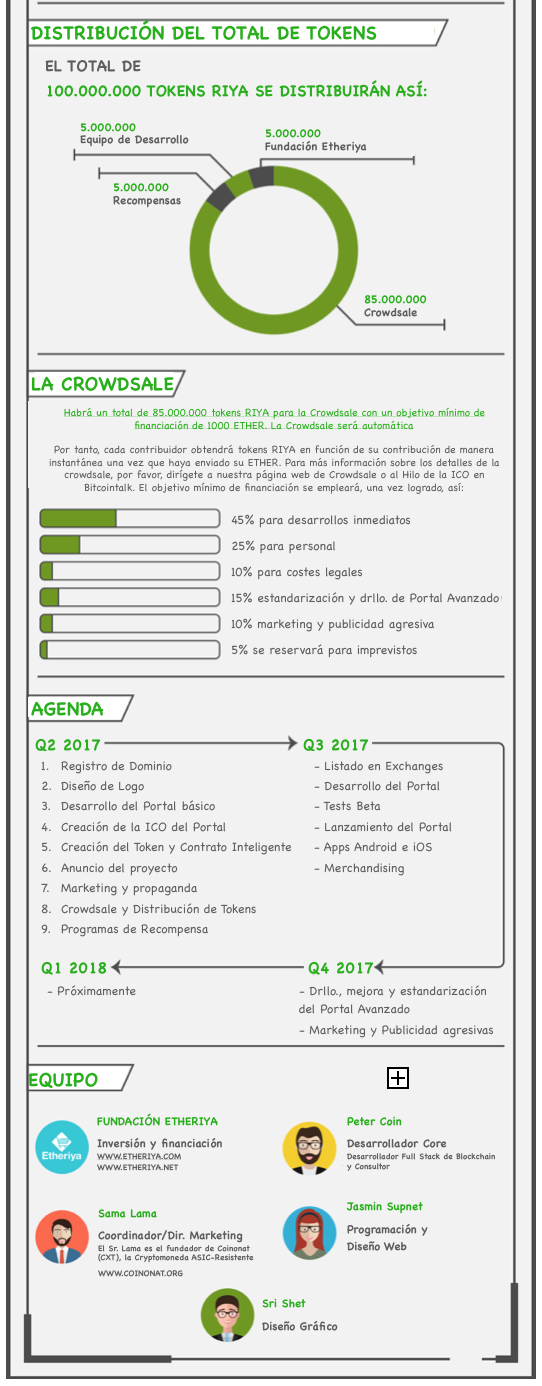 DISTRIBUCIÓN DEL TOTAL DE TOKENS
EL TOTAL DE
100.000.000 TOKENS RIYA SE DISTRIBUIRÁN ASÍ:
5.000.000
Equipo de Desarrollo
5.000.000
Fundación Etheriya
5.000.000
Recompensas
85.000.000
Crowdsale
LA CROWDSALE
Habrá un total de 85.000.000 tokens RIYA para la Crowdsale con un objetivo mínimo de
financiación de 1000 ETHER. La Crowdsale será automática
Por tanto, cada contribuidor obtendrá tokens RIYA en función de su contribución de manera
instantánea una vez que haya enviado su ETHER. Para más información sobre los detalles de la
crowdsale, por favor, dirígete a nuestra página web de Crowdsale o al Hilo de la ICO en
Bitcointalk. El objetivo mínimo de financiación se empleará, una vez logrado, así:
45% para desarrollos inmediatos
25% para personal
10% para costes legales
15% estandarización y drllo. de Portal Avanzado
10% marketing y publicidad agresiva
5% se reservará para imprevistos
AGENDA
Q2 2017
1. Registro de Dominio
2. Diseño de Logo
3. Desarrollo del Portal básico
4. Creación de la ICO del Portal
5. Creación del Token y Contrato Inteligente
6. Anuncio del proyecto
7. Marketing y propaganda
8. Crowdsale y Distribución de Tokens
9. Programas de Recompensa
Q3 2017
- Listado en Exchanges
- Desarrollo del Portal
- Tests Beta
- Lanzamiento del Portal
- Apps Android e iOS
- Merchandising
Q4 2017
- Drllo., mejora y estandarización
del Portal Avanzado
- Marketing y Publicidad agresivas
Q1 2018
- Próximamente
EQUIPO
Etheriya
FUNDACIÓN ETHERIYA
Inversión y financiación
WWW.ETHERIYA.COM
WWW.ETHERIYA.NET
Peter Coin
Desarrollador Core
Desarrollador Full Stack de Blockchain
y Consultor
Sama Lama
Coordinador/Dir. Marketing
El Sr. Lama es el fundador de Coinonat
(CXT), la Cryptomoneda ASIC-Resistente
WWW.COINONAT.ORG
Jasmin Supnet
Programación y
Diseño Web
Sri Shet
Diseño Gráfico